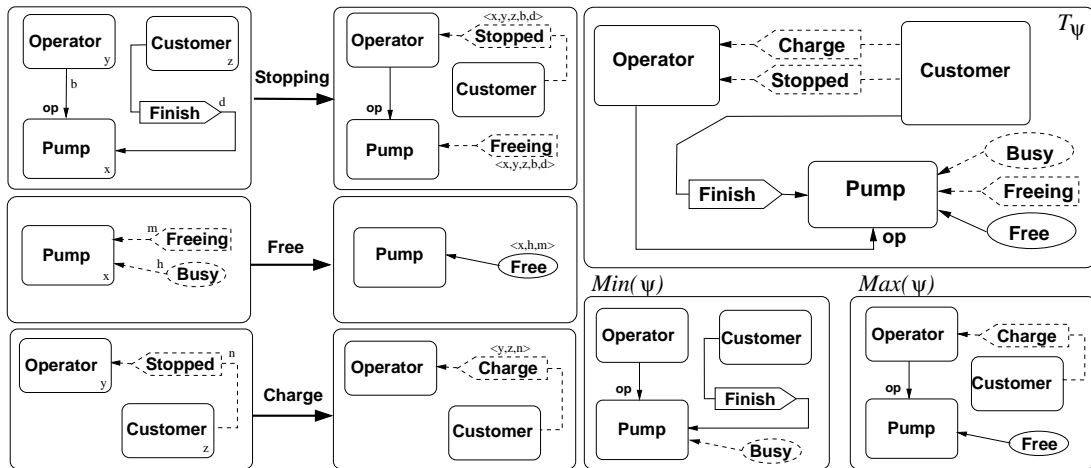 Operator
y
b
op
Customer
z
Finish
d
Pump
x
Stopping
<x,y,z,b,d>
Operator
Stopped
Customer
op
Pump
Freeing
<x,y,z,b,d>
Pump
x
m
Freeing
h
Busy
Free
Pump
<x,h,m>
Free
Operator
y
Stopped
n
Customer
z
Charge
<y,z,n>
Operator
Charge
Customer
Tψ
Operator
Charge
Stopped
Customer
Finish
Pump
op
Busy
Freeing
Free
Min(ψ)
Operator
Customer
op
Finish
Pump
Busy
Max(ψ)
Operator
Charge
Customer
op
Pump
Free